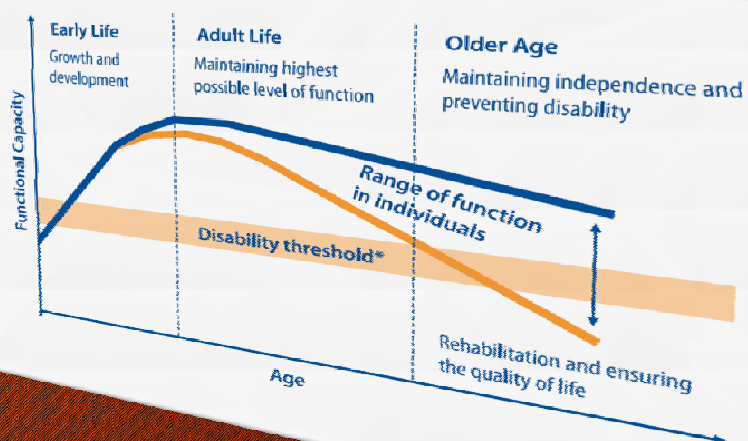 Early Life
Growth and
development
Adult Life
Maintaining highest
possible level of function
Older Age
Maintaining independence and
preventing disability
Functional Capacity
Range of function
in individuals
Disability threshold*
Rehabilitation and ensuring
the quality of life
Age